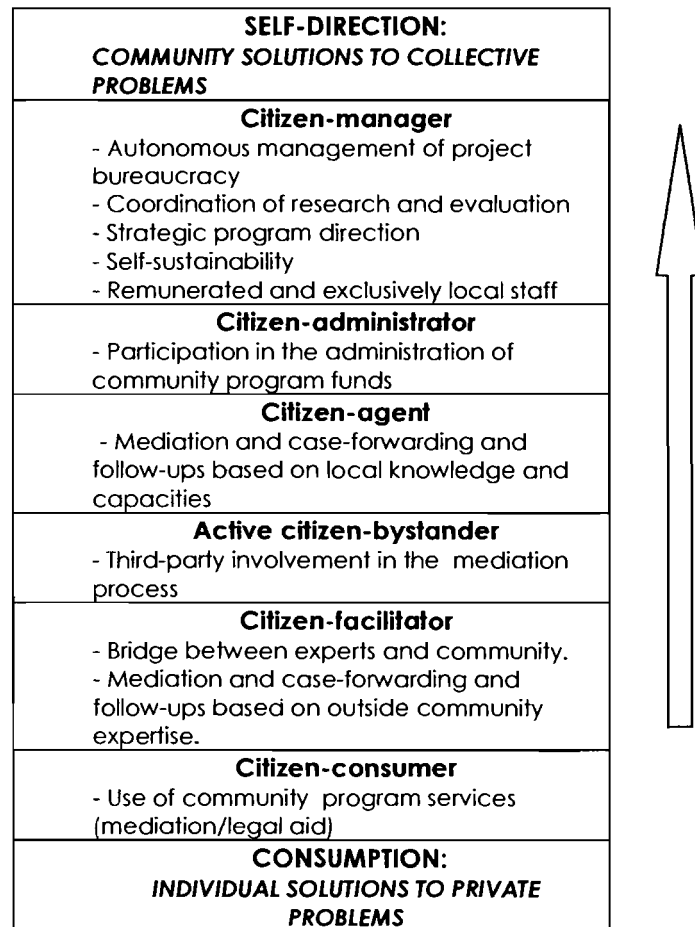 SELF-DIRECTION:
COMMUNITY SOLUTIONS TO COLLECTIVE
PROBLEMS
Citizen-manager
- Autonomous management of project
bureaucracy
- Coordination of research and evaluation
- Strategic program direction
- Self-sustainability
- Remunerated and exclusively local staff
Citizen-administrator
- Participation in the administration of
community program funds
Citizen-agent
- Mediation and case-forwarding and
follow-ups based on local knowledge and
capacities
Active citizen-bystander
- Third-party involvement in the mediation
process
Citizen-facilitator
- Bridge between experts and community.
- Mediation and case-forwarding and
follow-ups based on outside community
expertise.
Citizen-consumer
- Use of community program services
(mediation/legal aid)
CONSUMPTION:
INDIVIDUAL SOLUTIONS TO PRIVATE
PROBLEMS